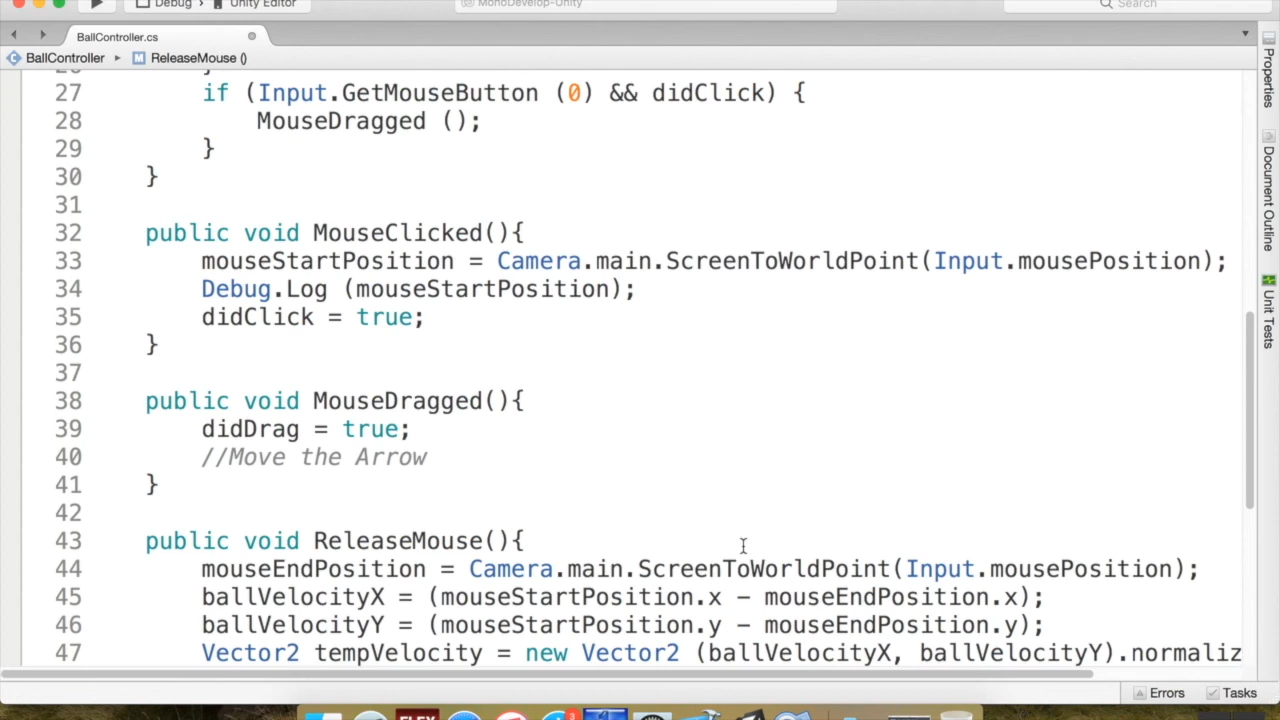 Debug
Unity Editor
MonoDevelop-Unity
Search
BallController.cs
BallController
ReleaseMouse ()
27 if (Input.GetMouseButton (0) && didClick) {
28 MouseDragged ();
29 }
30 }
31
32 public void MouseClicked(){
33 mouseStartPosition = Camera.main.ScreenToWorldPoint(Input.mousePosition);
34 Debug.Log (mouseStartPosition);
35 didClick = true;
36 }
37
38 public void MouseDragged(){
39 didDrag = true;
40 //Move the Arrow
41 }
42
43 public void ReleaseMouse(){
44 mouseEndPosition = Camera.main.ScreenToWorldPoint(Input.mousePosition);
45 ballVelocityX = (mouseStartPosition.x - mouseEndPosition.x);
46 ballVelocityY = (mouseStartPosition.y - mouseEndPosition.y);
47 Vector2 tempVelocity = new Vector2 (ballVelocityX, ballVelocityY).normaliz
Properties
Document Outline
Unit Tests
Errors
Tasks